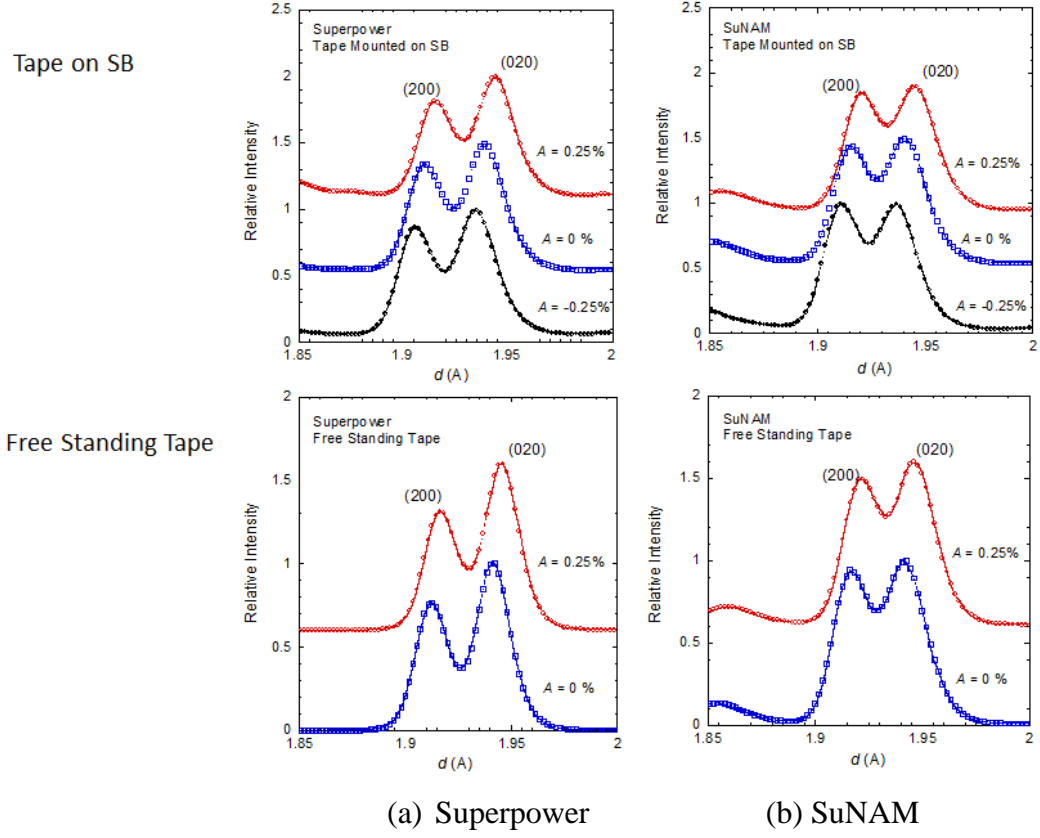 Tape on SB
2.5
2
1.5
1
0.5
0
Relative Intensity
Superpower
Tape Mounted on SB
(200)
(020)
A = 0.25%
A = 0 %
A = -0.25%
1.85
1.9
1.95
2
d (A)
2.5
2
1.5
1
0.5
0
Relative Intensity
SuNAM
Tape Mounted on SB
(200)
(020)
A = 0.25%
A = 0 %
A = -0.25%
1.85
1.9
1.95
2
d (A)
Free Standing Tape
2
1.5
1
0.5
0
Relative Intensity
Superpower
Free Standing Tape
(200)
(020)
A = 0.25%
A = 0 %
1.85
1.9
1.95
2
d (A)
2
1.5
1
0.5
0
Relative Intensity
SuNAM
Free Standing Tape
(200)
(020)
A = 0.25%
A = 0 %
1.85
1.9
1.95
2
d (A)
(a) Superpower
(b) SuNAM